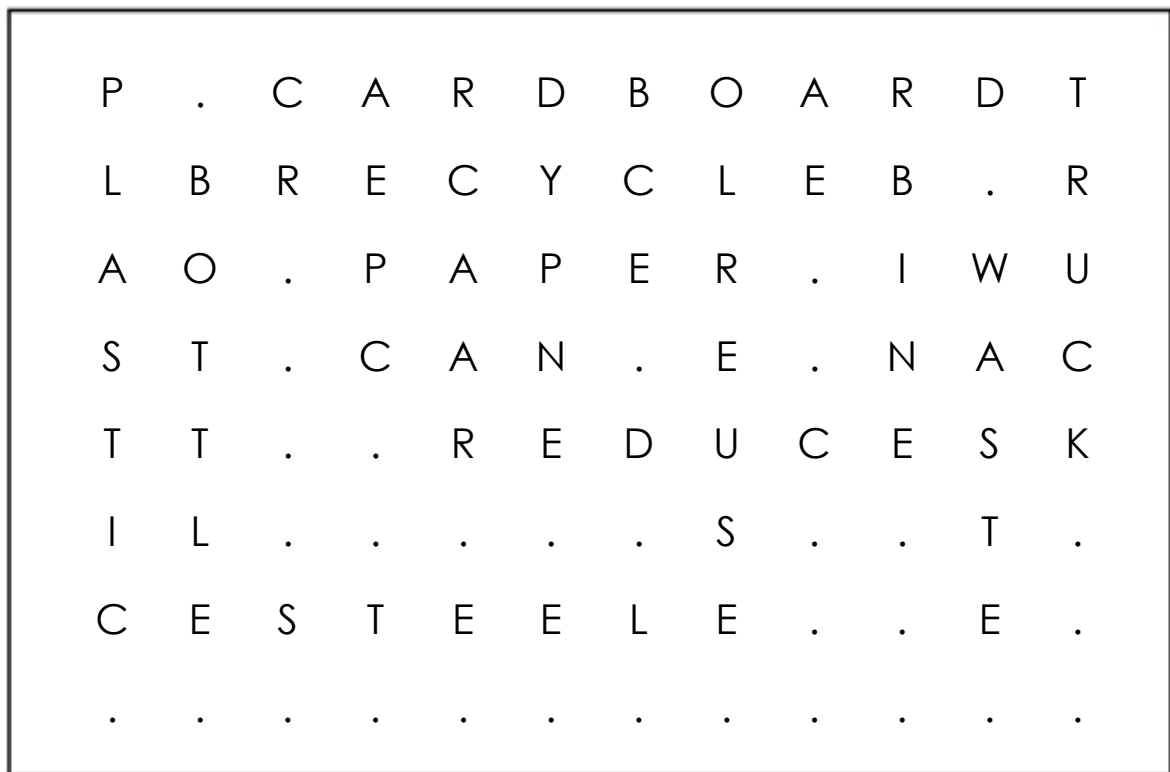 P . C A R D B O A R D T
L B R E C Y C L E B . R
A O . P A P E R . I W U
S T . C A N . E . N A C
T T . . R E D U C E S K
I L . . . . . S . . T .
C E S T E E L E . . E .
. . . . . . . . . . . .